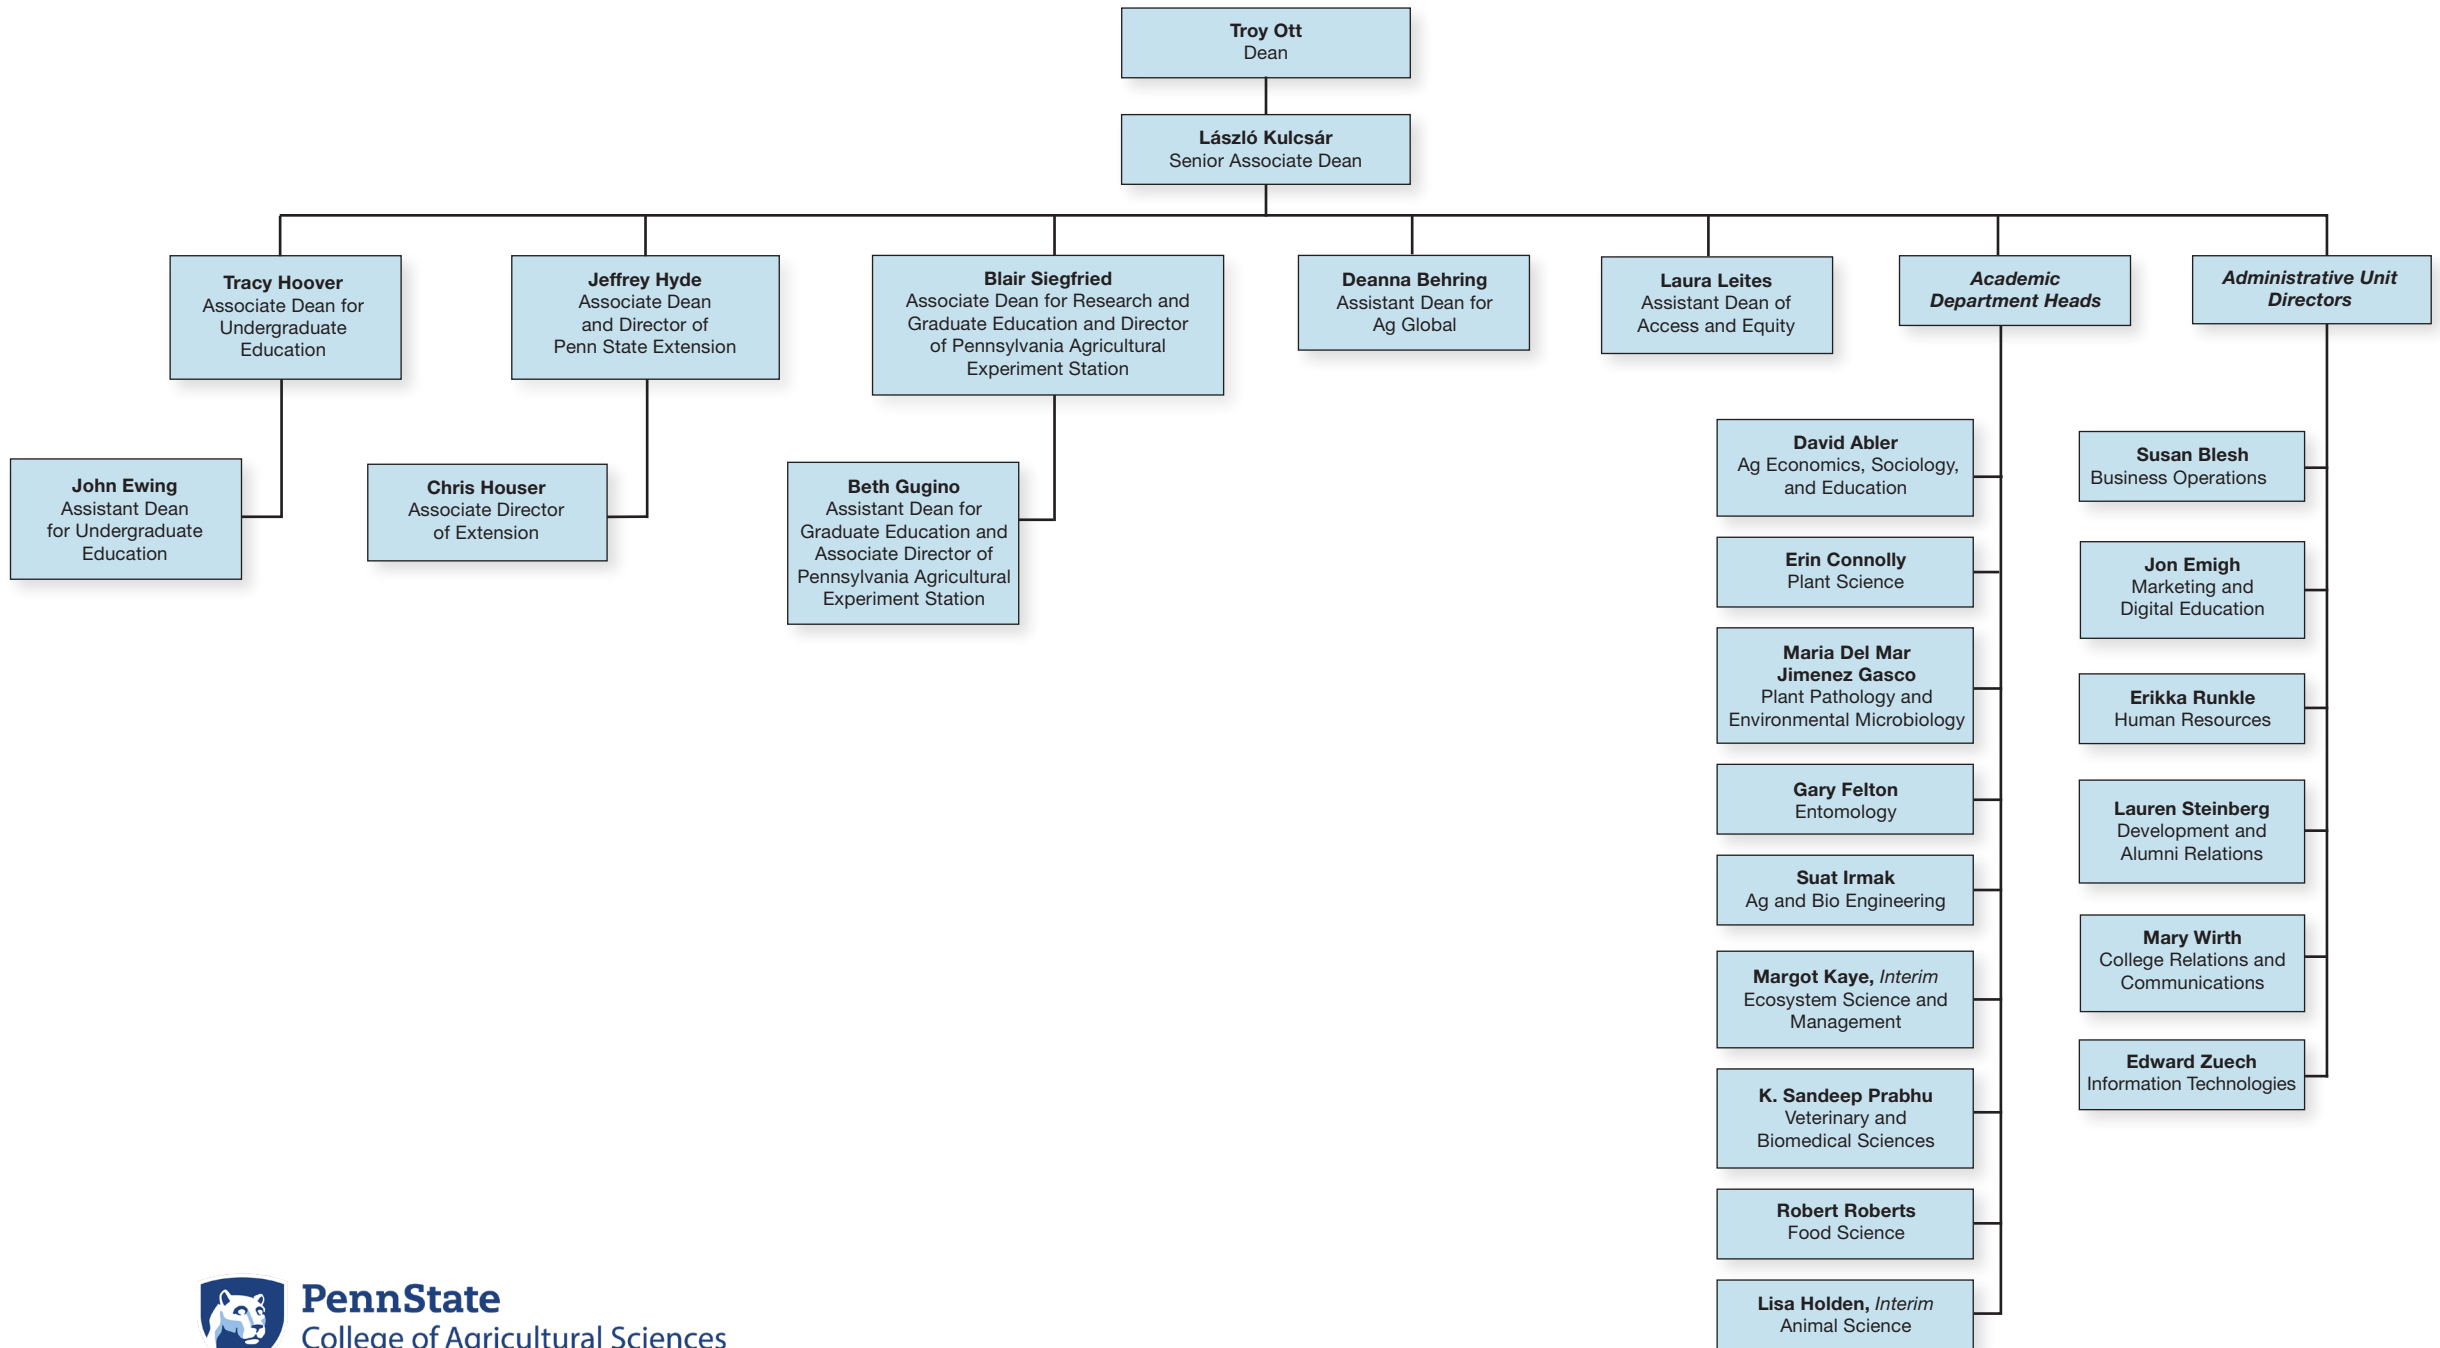 Troy Ott
Dean
László Kulcsár
Senior Associate Dean
Tracy Hoover
Associate Dean for
Undergraduate
Education
Jeffrey Hyde
Associate Dean
and Director of
Penn State Extension
Blair Siegfried
Associate Dean for Research and
Graduate Education and Director
of Pennsylvania Agricultural
Experiment Station
Deanna Behring
Assistant Dean for
Ag Global
Laura Leites
Assistant Dean of
Access and Equity
Academic
Department Heads
Administrative Unit
Directors
John Ewing
Assistant Dean
for Undergraduate
Education
Chris Houser
Associate Director
of Extension
Beth Gugino
Assistant Dean for
Graduate Education and
Associate Director of
Pennsylvania Agricultural
Experiment Station
David Abler
Ag Economics, Sociology,
and Education
Erin Connolly
Plant Science
Maria Del Mar
Jimenez Gasco
Plant Pathology and
Environmental Microbiology
Gary Felton
Entomology
Suat Irmak
Ag and Bio Engineering
Margot Kaye, Interim
Ecosystem Science and
Management
K. Sandeep Prabhu
Veterinary and
Biomedical Sciences
Robert Roberts
Food Science
Lisa Holden, Interim
Animal Science
Susan Blesh
Business Operations
Jon Emigh
Marketing and
Digital Education
Erikka Runkle
Human Resources
Lauren Steinberg
Development and
Alumni Relations
Mary Wirth
College Relations and
Communications
Edward Zuech
Information Technologies
PennState
College of Agricultural Sciences